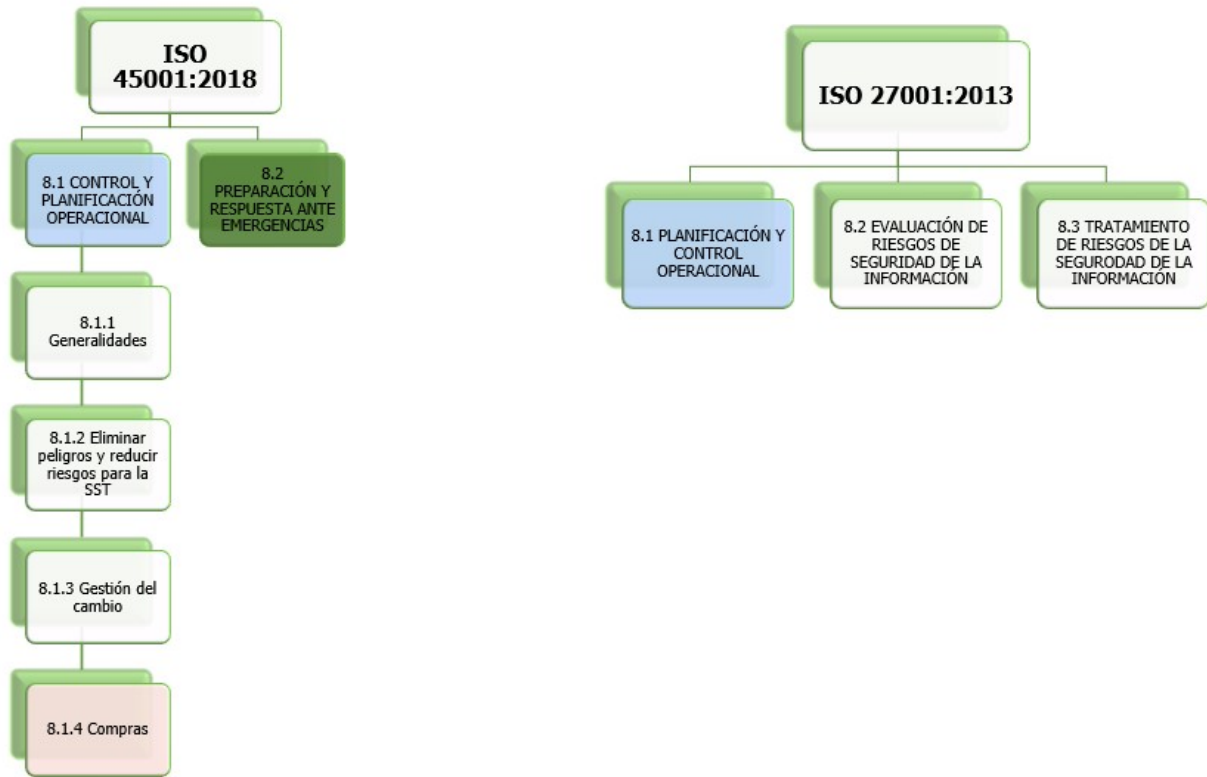 ISO
45001:2018
8.1 CONTROL Y
PLANIFICACIÓN
OPERACIONAL
8.2
PREPARACIÓN Y
RESPUESTA ANTE
EMERGENCIAS
8.1.1
Generalidades
8.1.2 Eliminar
peligros y reducir
riesgos para la
SST
8.1.3 Gestión del
cambio
8.1.4 Compras
ISO 27001:2013
8.1 PLANIFICACIÓN Y
CONTROL
OPERACIONAL
8.2 EVALUACIÓN DE
RIESGOS DE
SEGURIDAD DE LA
INFORMACIÓN
8.3 TRATAMIENTO
DE RIESGOS DE LA
SEGURODAD DE LA
INFORMACIÓN